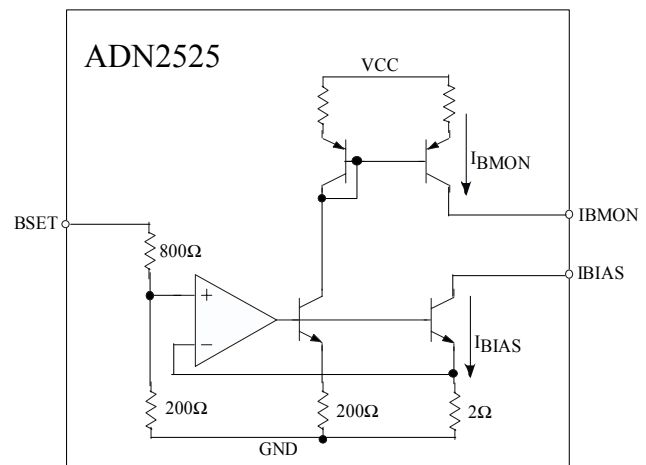 ADN2525
VCC
IBMON
BSET
IBMON
800Ω
IBIAS
+
−
IBIAS
200Ω
200Ω
2Ω
GND